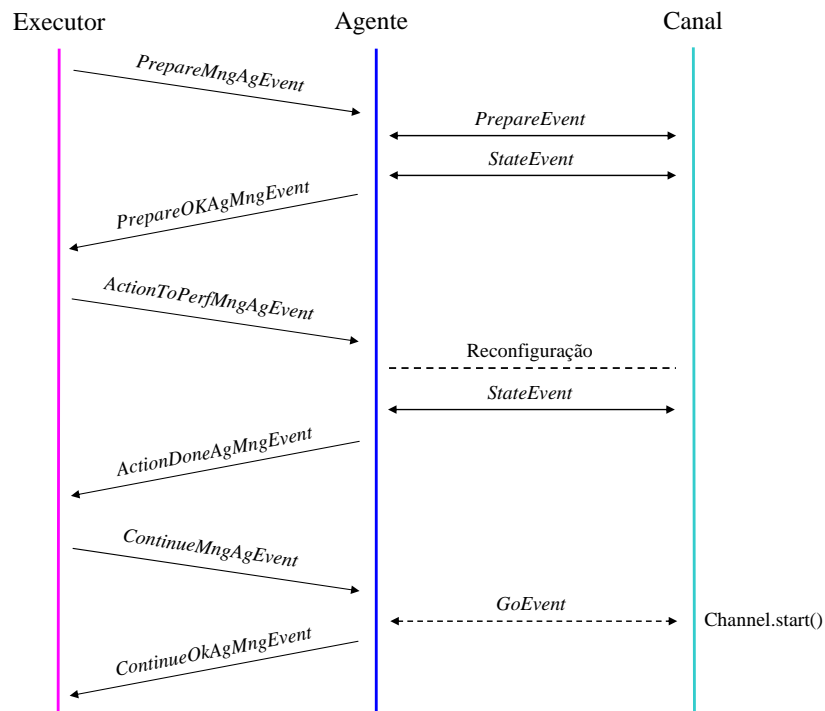 Executor
Agente
Canal
PrepareMngAgEvent
PrepareEvent
StateEvent
PrepareOKAgMngEvent
ActionToPerfMngAgEvent
Reconfiguração
StateEvent
ActionDoneAgMngEvent
ContinueMngAgEvent
GoEvent
Channel.start()
ContinueOkAgMngEvent